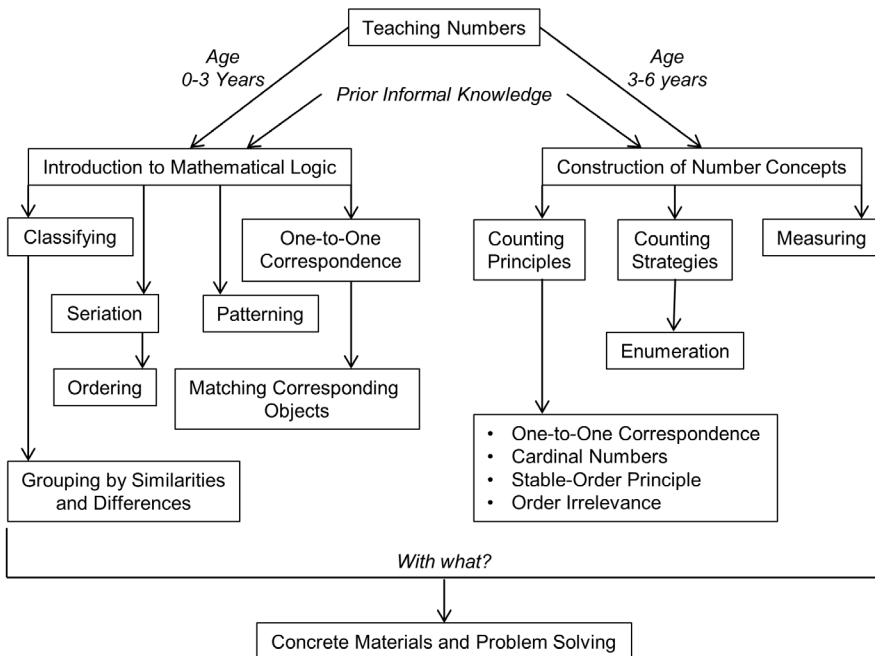 Teaching Numbers
Age
0-3 Years
Age
3-6 years
Prior Informal Knowledge
Introduction to Mathematical Logic
Construction of Number Concepts
Classifying
One-to-One
Correspondence
Counting
Principles
Counting
Strategies
Measuring
Seriation
Patterning
Enumeration
Ordering
Matching Corresponding
Objects
• One-to-One Correspondence
• Cardinal Numbers
• Stable-Order Principle
• Order Irrelevance
Grouping by Similarities
and Differences
With what?
Concrete Materials and Problem Solving